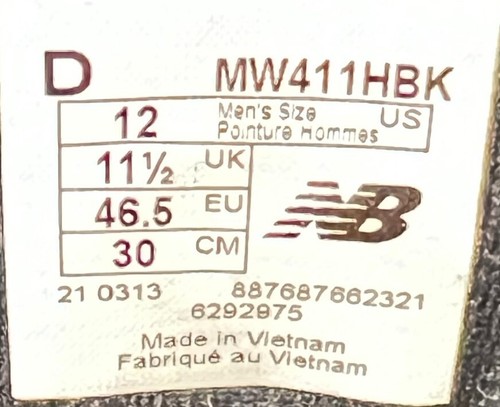 D MW411HBK
12 Men's Size US
Pointure Hommes
11½ UK
46.5 EU
30 CM
NB
21 0313 887687662321
6292975
Made in Vietnam
Fabriqué au Vietnam